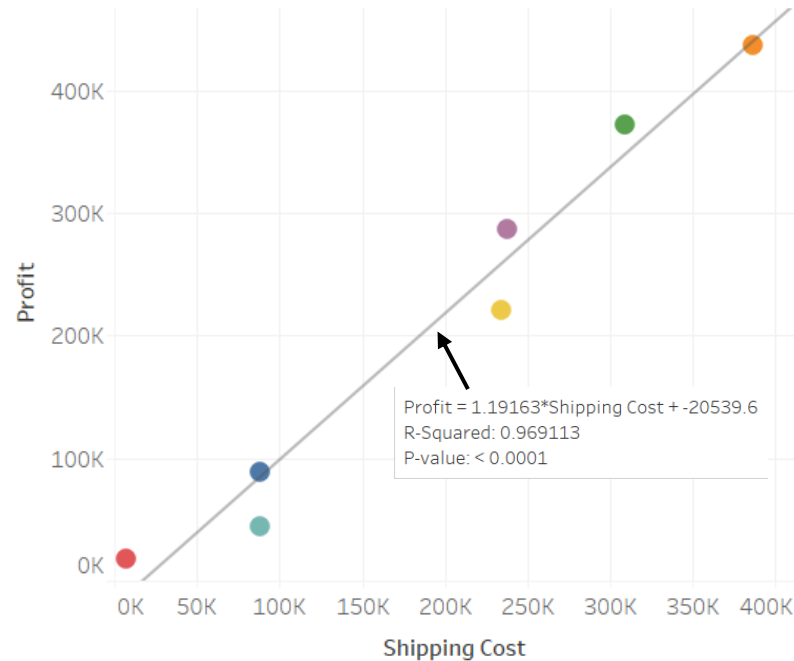 400K
300K
200K
100K
0K
Profit
Profit = 1.19163*Shipping Cost + -20539.6
R-Squared: 0.969113
P-value: < 0.0001
0K 50K 100K 150K 200K 250K 300K 350K 400K
Shipping Cost